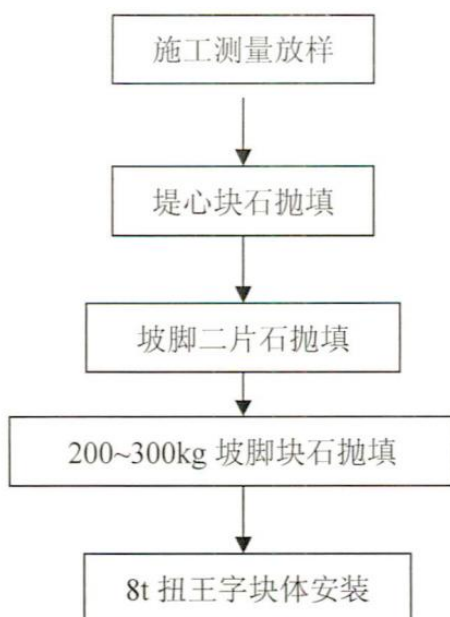 施工测量放样
堤心块石抛填
坡脚二片石抛填
200~300kg 坡脚块石抛填
8t 扭王字块体安装